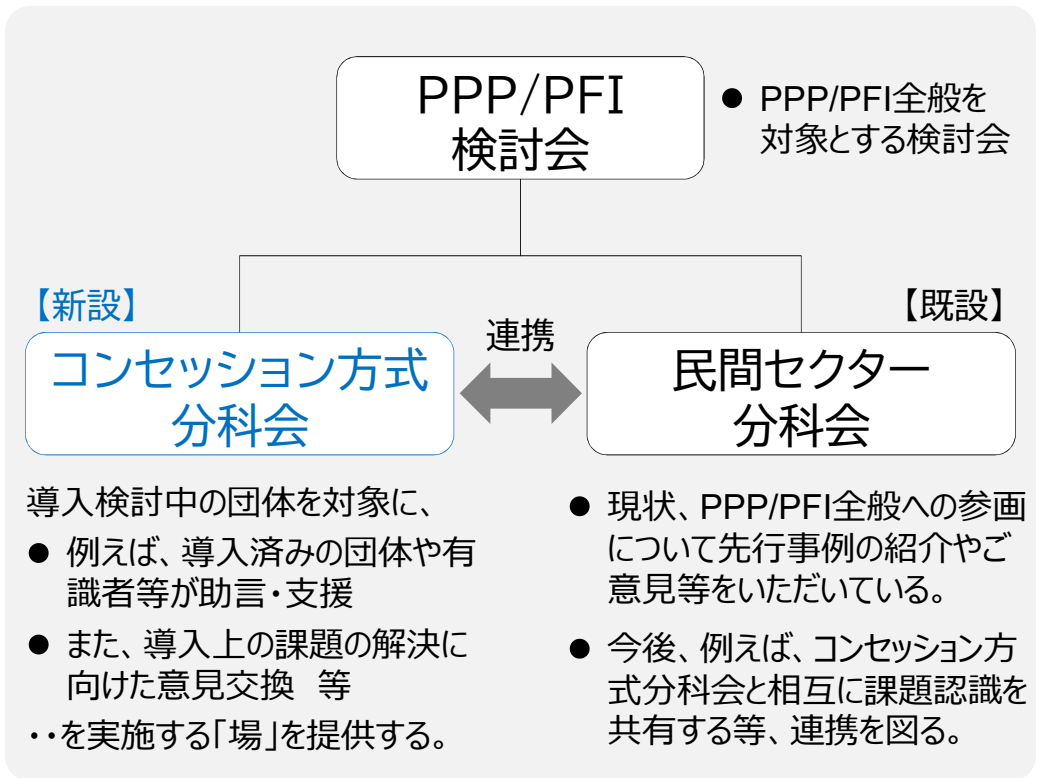 PPP/PFI
検討会
● PPP/PFI全般を
対象とする検討会
【新設】
コンセッション方式
分科会
連携
【既設】
民間セクター
分科会
導入検討中の団体を対象に、
● 例えば、導入済みの団体や有
識者等が助言・支援
● また、導入上の課題の解決に
向けた意見交換 等
・・を実施する「場」を提供する。
● 現状、PPP/PFI全般への参画
について先行事例の紹介やご
意見等をいただいている。
● 今後、例えば、コンセッション方
式分科会と相互に課題認識を
共有する等、連携を図る。